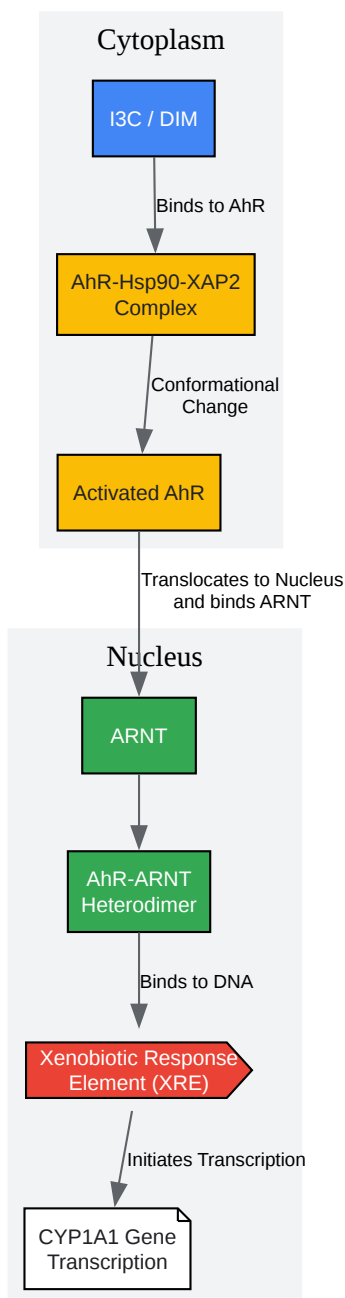 Cytoplasm
I3C / DIM
Binds to AhR
AhR-Hsp90-XAP2
Complex
Conformational
Change
Activated AhR
Translocates to Nucleus
and binds ARNT
Nucleus
ARNT
AhR-ARNT
Heterodimer
Binds to DNA
Xenobiotic Response
Element (XRE)
Initiates Transcription
CYP1A1 Gene
Transcription